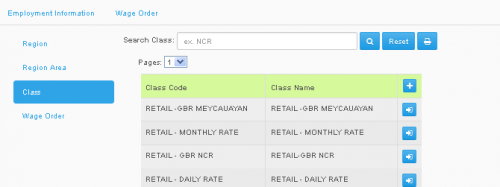 Employment Information Wage Order
Region
Region Area
Class
Wage Order
Search Class: ex. NCR Reset
Pages: 1
Class Code Class Name
RETAIL -GBR MEYCAUAYAN RETAIL -GBR MEYCAUAYAN
RETAIL - MONTHLY RATE RETAIL - MONTHLY RATE
RETAIL - GBR NCR RETAIL-GBR NCR
RETAIL - DAILY RATE RETAIL - DAILY RATE